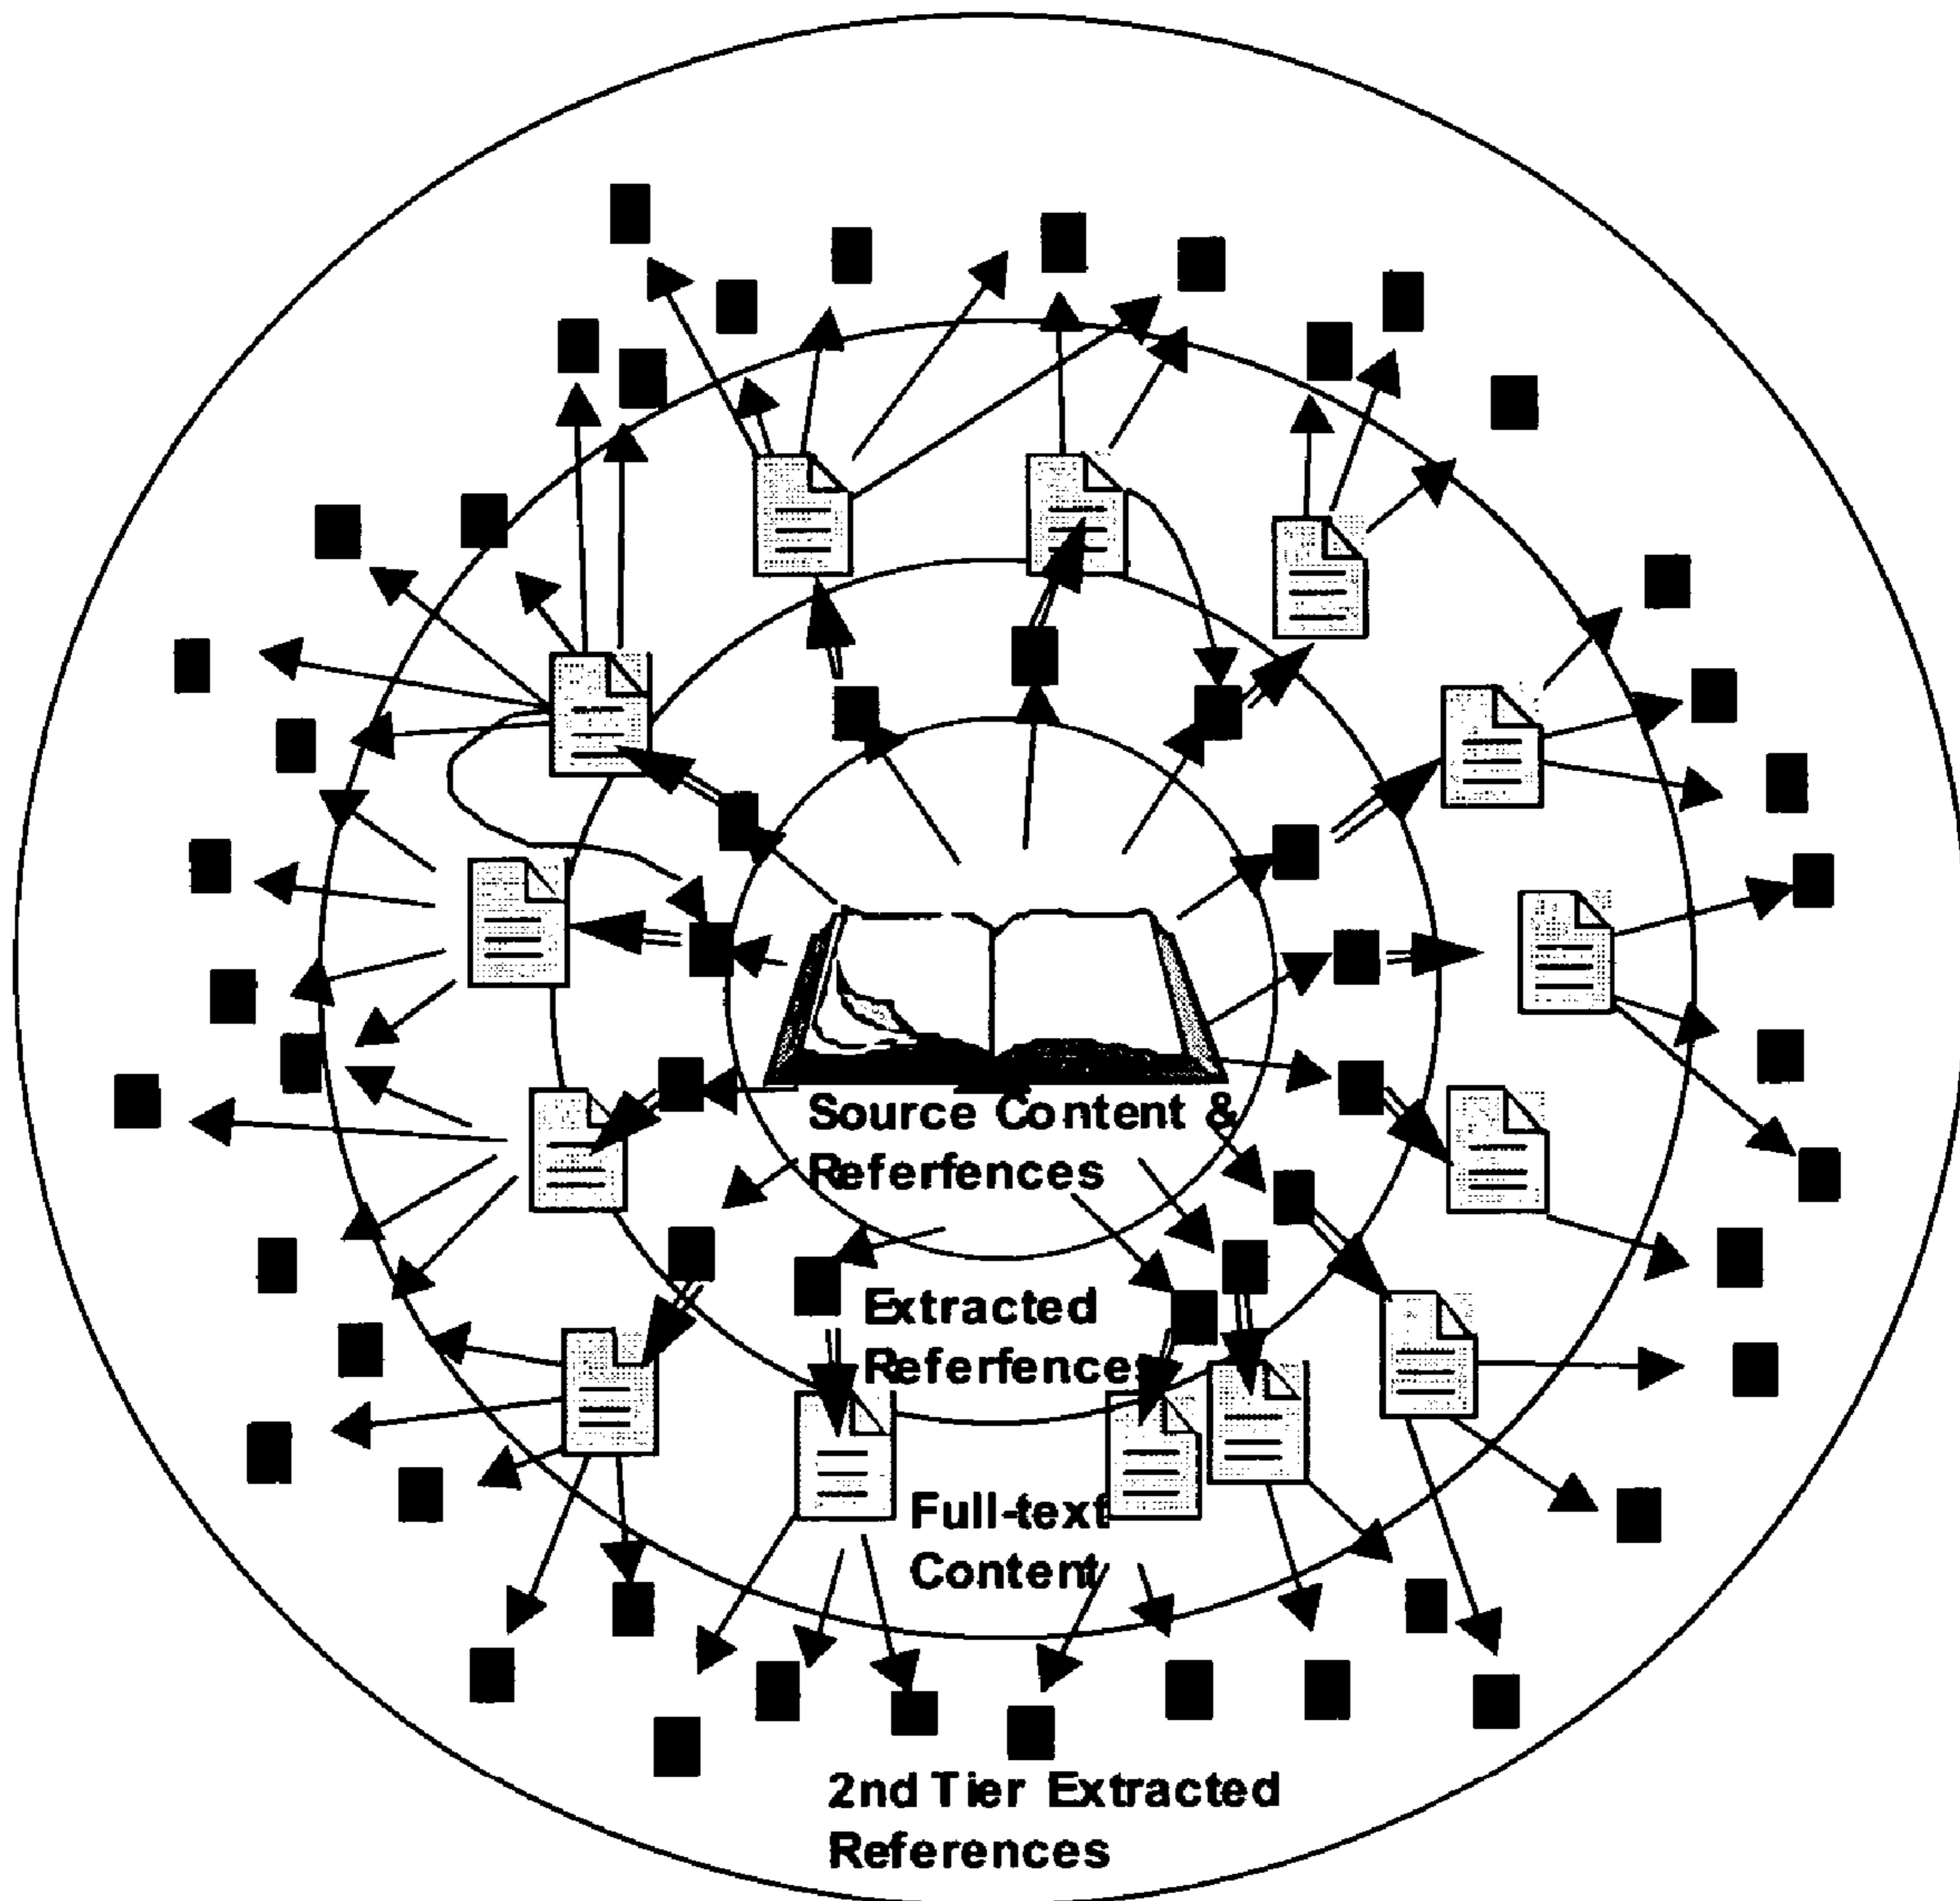 Source Content &
Referfences
Extracted
Referfences
Full-text
Content
2nd Tier Extracted
References